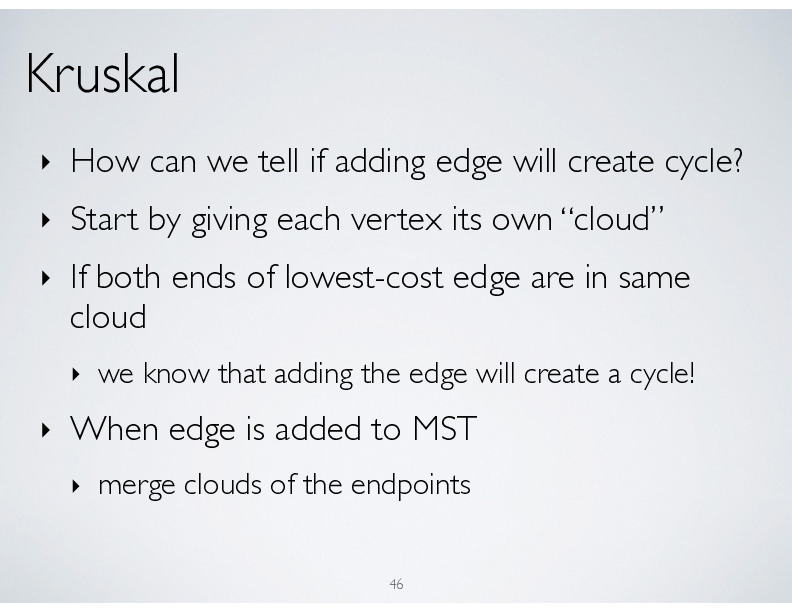 Kruskal
‣ How can we tell if adding edge will create cycle?
‣ Start by giving each vertex its own “cloud”
‣ If both ends of lowest-cost edge are in same
cloud
‣ we know that adding the edge will create a cycle!
‣ When edge is added to MST
‣ merge clouds of the endpoints
46